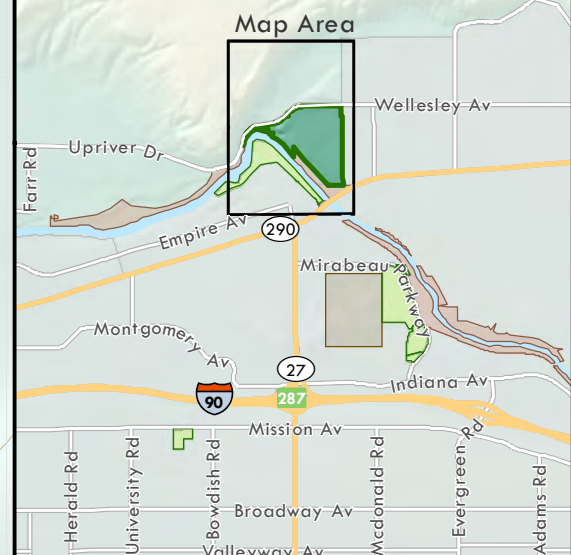 Map Area
Wellesley Av
Upriver Dr
Farr Rd
Empire Av
290
Mirabeau Parkway
Montgomery Av
27
Indiana Av
90
287
Mission Av
Herald Rd
University Rd
Bowdish Rd
Mcdonald Rd
Evergreen Rd
Adams Rd
Broadway Av
Valleyway Av